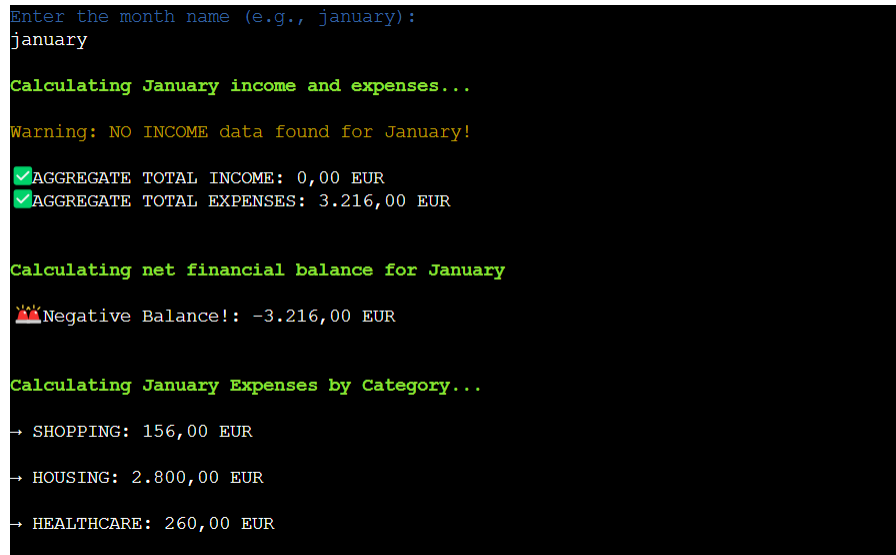 Enter the month name (e.g., january):
january
Calculating January income and expenses...
Warning: NO INCOME data found for January!
✅AGGREGATE TOTAL INCOME: 0,00 EUR
✅AGGREGATE TOTAL EXPENSES: 3.216,00 EUR
Calculating net financial balance for January
🚨Negative Balance!: -3.216,00 EUR
Calculating January Expenses by Category...
→ SHOPPING: 156,00 EUR
→ HOUSING: 2.800,00 EUR
→ HEALTHCARE: 260,00 EUR